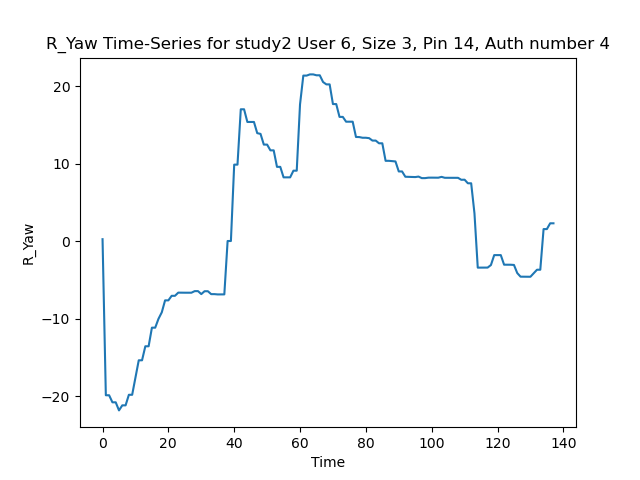 R_Yaw Time-Series for study2 User 6, Size 3, Pin 14, Auth number 4
20
10
0
−10
−20
R_Yaw
0 20 40 60 80 100 120 140
Time